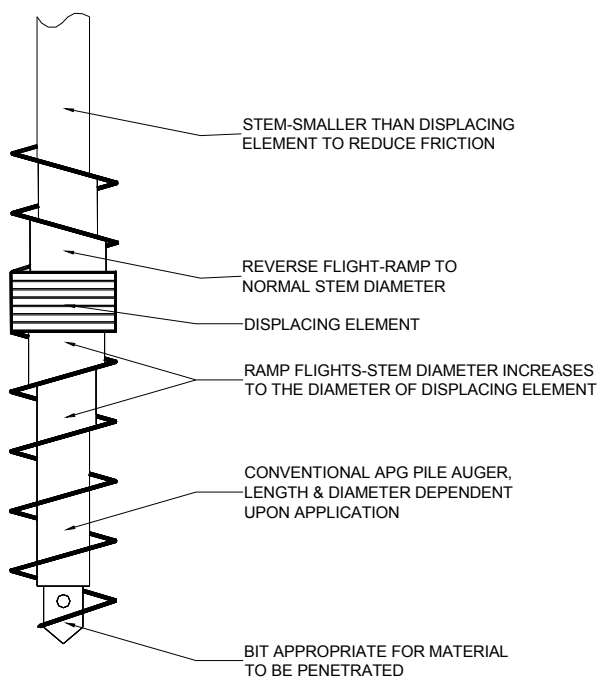 STEM-SMALLER THAN DISPLACING
ELEMENT TO REDUCE FRICTION
REVERSE FLIGHT-RAMP TO
NORMAL STEM DIAMETER
DISPLACING ELEMENT
RAMP FLIGHTS-STEM DIAMETER INCREASES
TO THE DIAMETER OF DISPLACING ELEMENT
CONVENTIONAL APG PILE AUGER,
LENGTH & DIAMETER DEPENDENT
UPON APPLICATION
BIT APPROPRIATE FOR MATERIAL
TO BE PENETRATED